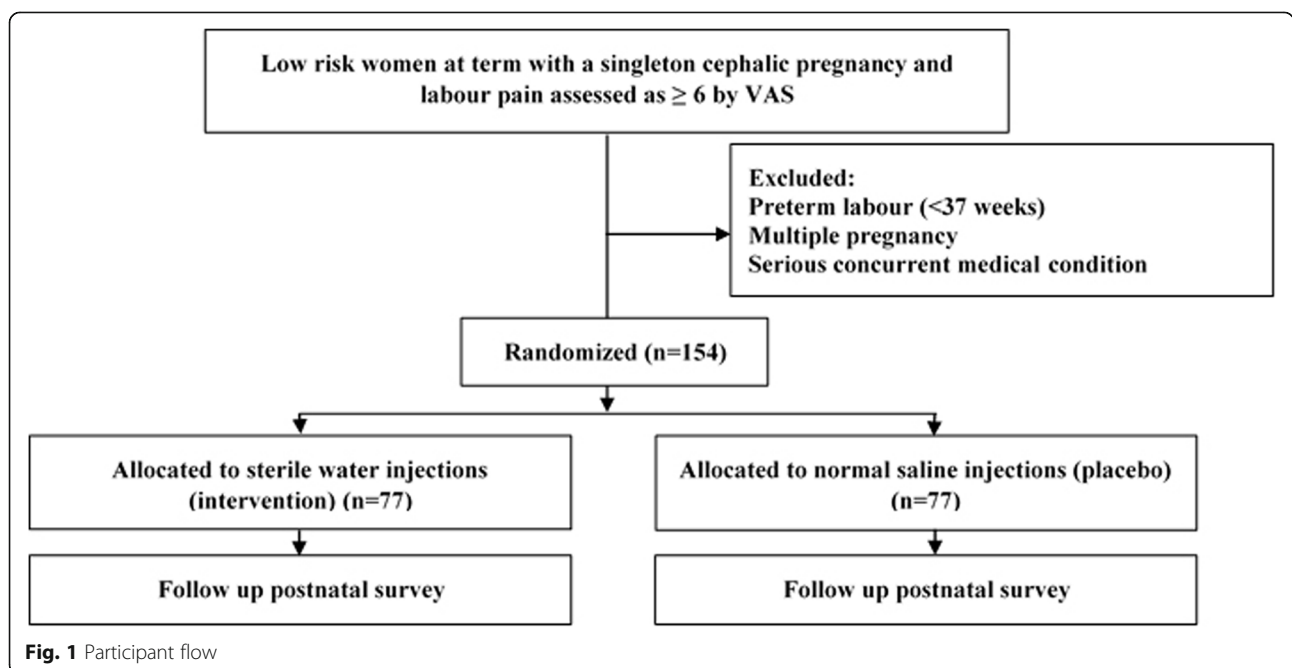 Low risk women at term with a singleton cephalic pregnancy and
labour pain assessed as ≥ 6 by VAS
Excluded:
Preterm labour (<37 weeks)
Multiple pregnancy
Serious concurrent medical condition
Randomized (n=154)
Allocated to sterile water injections
(intervention) (n=77)
Allocated to normal saline injections (placebo)
(n=77)
Follow up postnatal survey
Follow up postnatal survey
Fig. 1 Participant flow